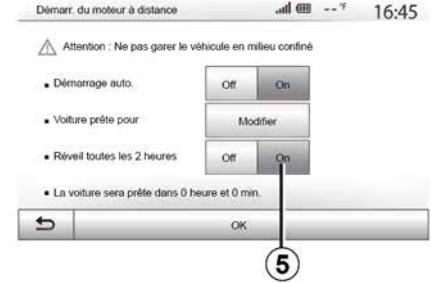 Démarr. du moteur à distance -- °F 16:45
Attention : Ne pas garer le véhicule en milieu confiné
▪ Démarrage auto. Off On
▪ Voiture prête pour Modifier
▪ Réveil toutes les 2 heures Off On
▪ La voiture sera prête dans 0 heure et 0 min.
OK
5